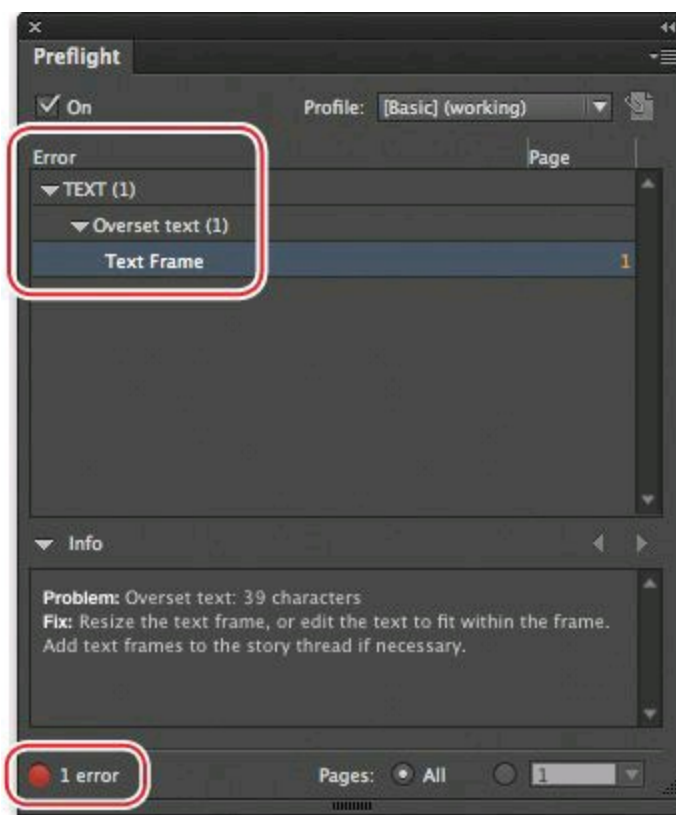 Preflight
On Profile: [Basic] (working)
Error Page
TEXT (1)
Overset text (1)
Text Frame 1
Info
Problem: Overset text: 39 characters
Fix: Resize the text frame, or edit the text to fit within the frame.
Add text frames to the story thread if necessary.
1 error Pages: All 1